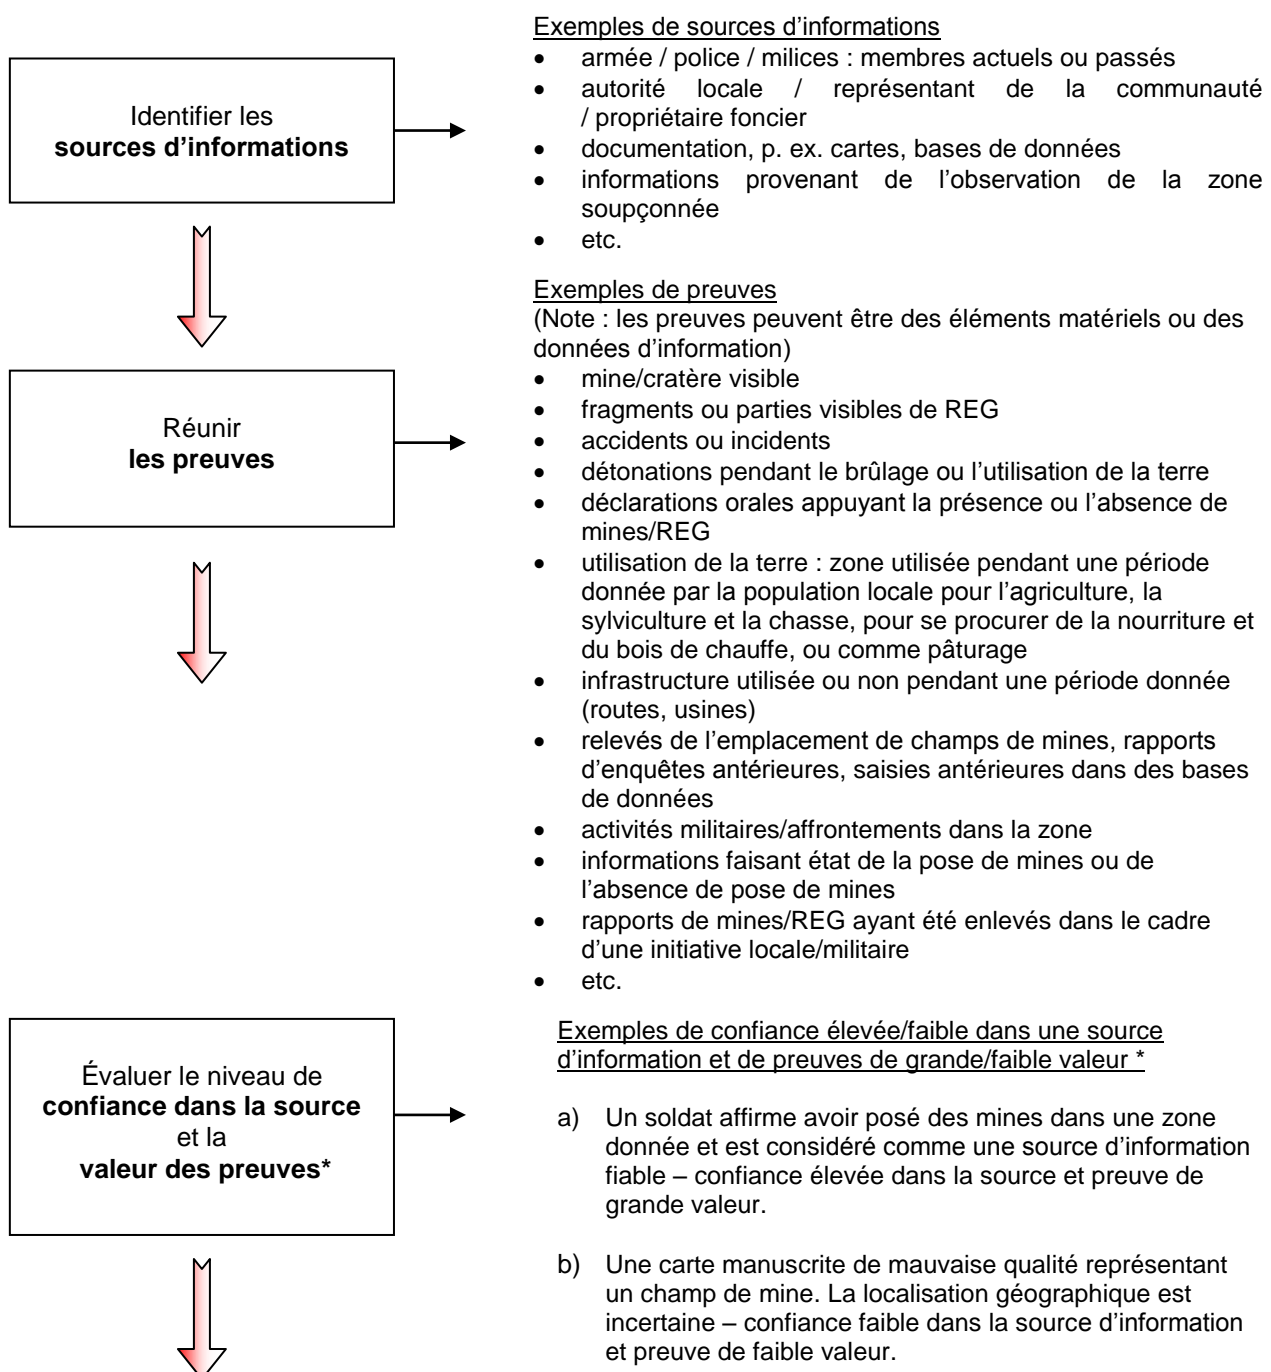 Exemples de sources d’informations
• armée / police / milices : membres actuels ou passés
• autorité locale / représentant de la communauté
/ propriétaire foncier
• documentation, p. ex. cartes, bases de données
• informations provenant de l’observation de la zone
soupçonnée
• etc.
Identifier les
sources d’informations
Exemples de preuves
(Note : les preuves peuvent être des éléments matériels ou des
données d’information)
• mine/cratère visible
• fragments ou parties visibles de REG
• accidents ou incidents
• détonations pendant le brûlage ou l’utilisation de la terre
• déclarations orales appuyant la présence ou l’absence de
mines/REG
• utilisation de la terre : zone utilisée pendant une période
donnée par la population locale pour l’agriculture, la
sylviculture et la chasse, pour se procurer de la nourriture et
du bois de chauffe, ou comme pâturage
• infrastructure utilisée ou non pendant une période donnée
(routes, usines)
• relevés de l’emplacement de champs de mines, rapports
d’enquêtes antérieures, saisies antérieures dans des bases
de données
• activités militaires/affrontements dans la zone
• informations faisant état de la pose de mines ou de
l’absence de pose de mines
• rapports de mines/REG ayant été enlevés dans le cadre
d’une initiative locale/militaire
• etc.
Réunir
les preuves
Exemples de confiance élevée/faible dans une source
d’information et de preuves de grande/faible valeur *
a) Un soldat affirme avoir posé des mines dans une zone
donnée et est considéré comme une source d’information
fiable – confiance élevée dans la source et preuve de
grande valeur.
b) Une carte manuscrite de mauvaise qualité représentant
un champ de mine. La localisation géographique est
incertaine – confiance faible dans la source d’information
et preuve de faible valeur.
Évaluer le niveau de
confiance dans la source
et la
valeur des preuves*